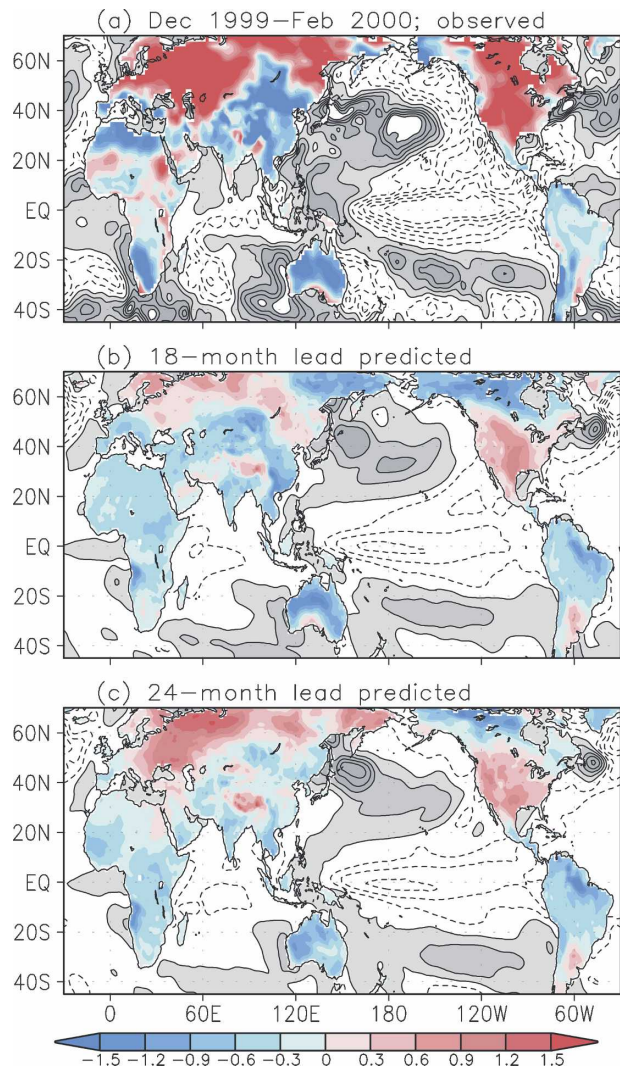 (a) Dec 1999–Feb 2000; observed
60N
40N
20N
EQ
20S
40S
(b) 18–month lead predicted
60N
40N
20N
EQ
20S
40S
(c) 24–month lead predicted
60N
40N
20N
EQ
20S
40S
0 60E 120E 180 120W 60W
−1.5 −1.2 −0.9 −0.6 −0.3 0 0.3 0.6 0.9 1.2 1.5